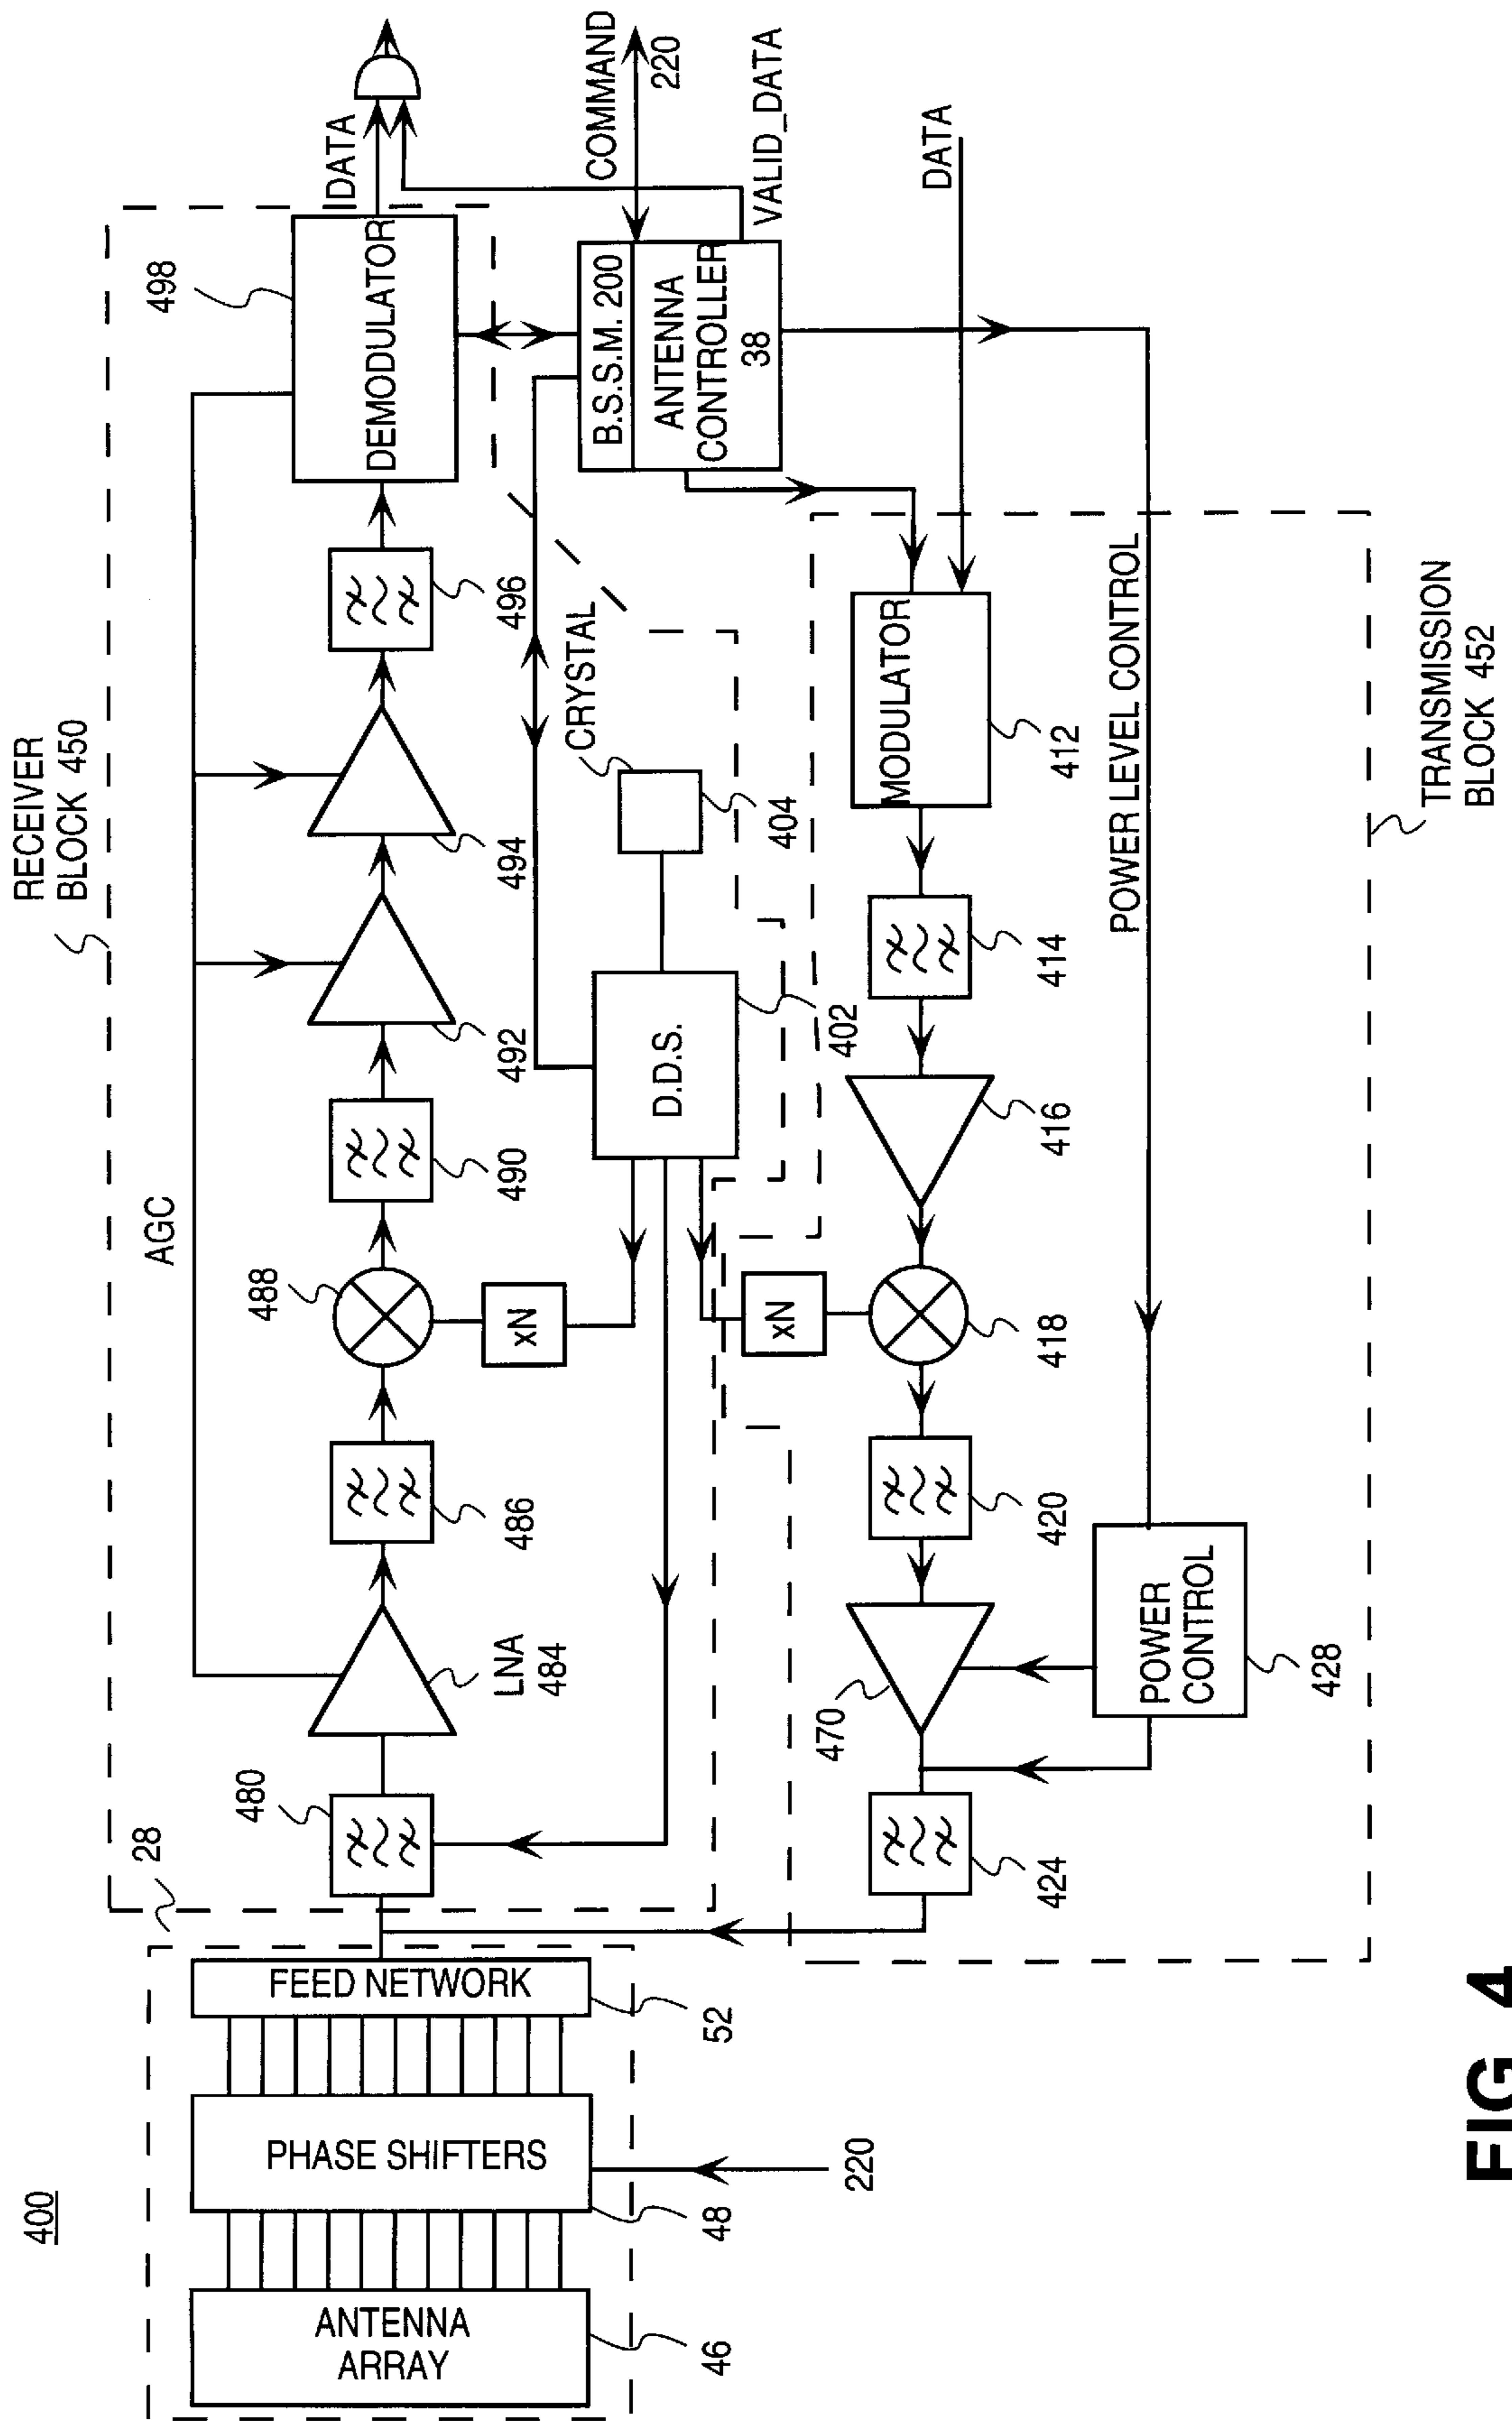 400
28
ANTENNA
ARRAY
46
PHASE SHIFTERS
48
220
FEED NETWORK
52
RECEIVER
BLOCK 450
AGC
480
LNA
484
486
488
xN
490
492
494
496
498
DEMODULATOR
DATA
COMMAND
220
VALID_DATA
B.S.S.M. 200
ANTENNA
CONTROLLER
38
CRYSTAL
404
D.D.S.
402
DATA
MODULATOR
412
414
416
xN
418
420
470
424
POWER
CONTROL
428
POWER LEVEL CONTROL
TRANSMISSION
BLOCK 452
FIG_4